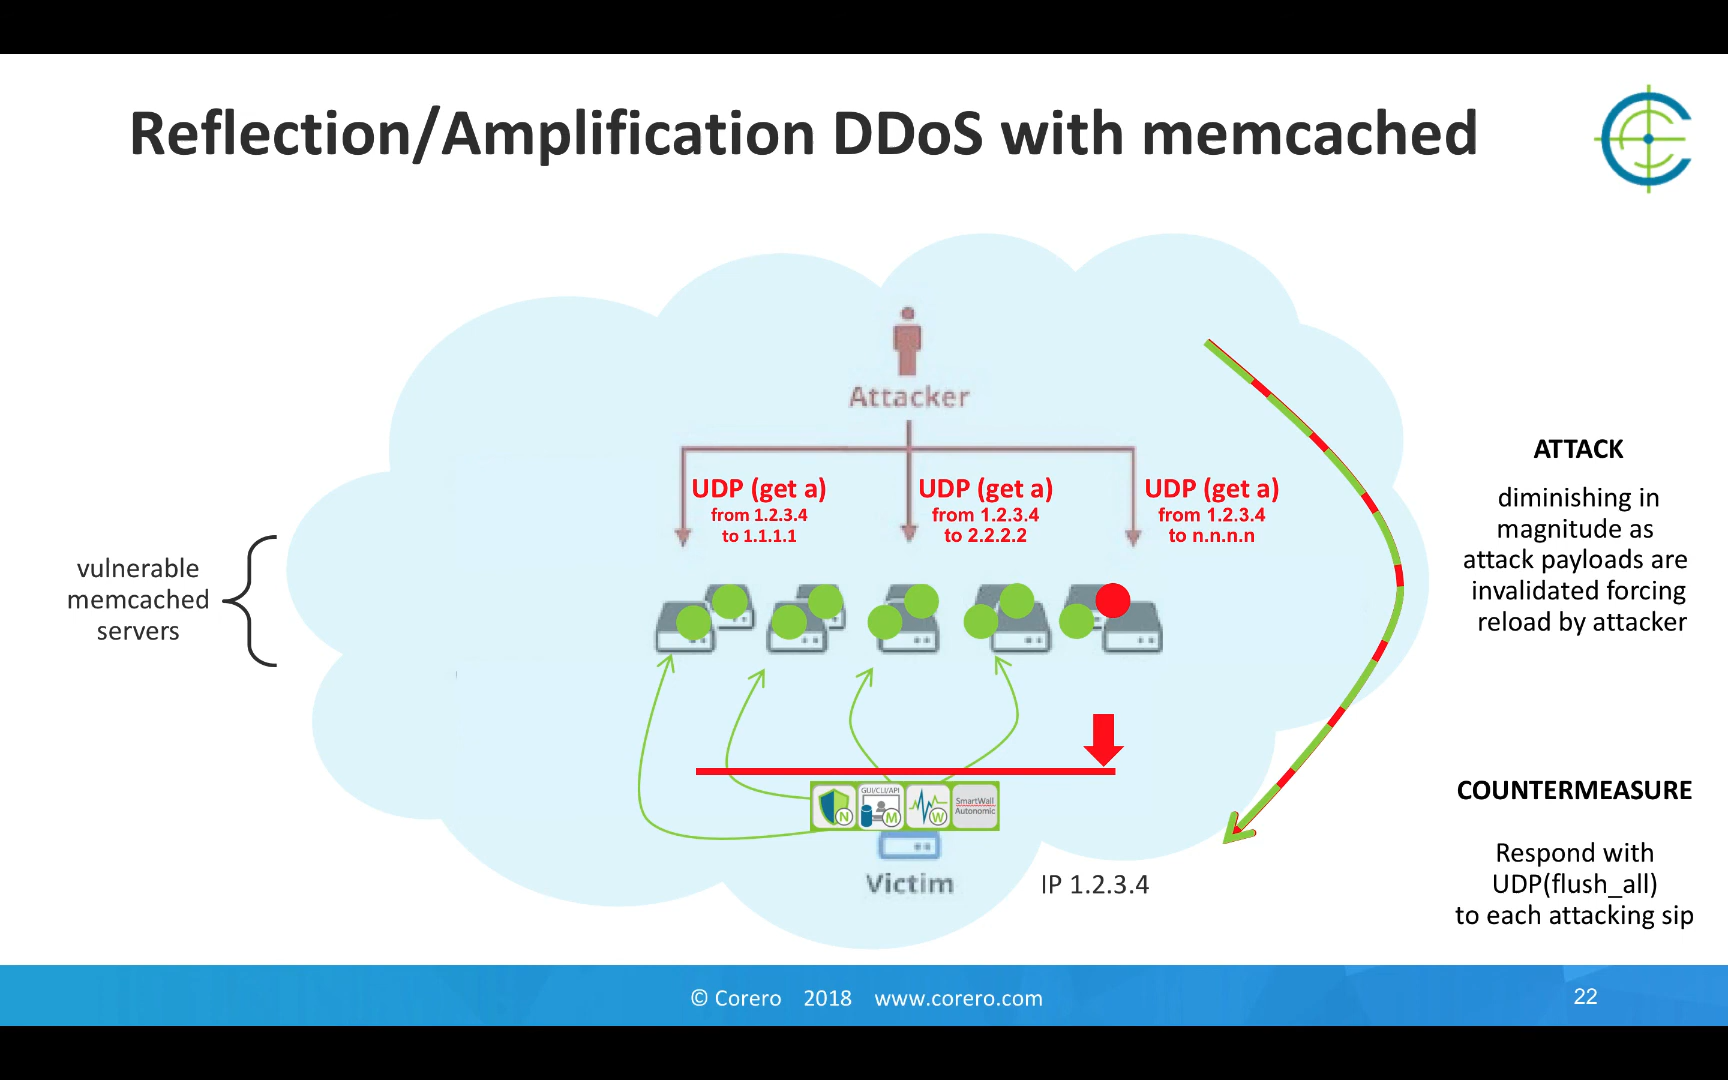 Reflection/Amplification DDoS with memcached
Attacker
UDP (get a)
from 1.2.3.4
to 1.1.1.1
UDP (get a)
from 1.2.3.4
to 2.2.2.2
UDP (get a)
from 1.2.3.4
to n.n.n.n
vulnerable
memcached
servers
ATTACK
diminishing in
magnitude as
attack payloads are
invalidated forcing
reload by attacker
GUI/CLI/API
N
M
W
SmartWall
Autonomic
Victim
IP 1.2.3.4
COUNTERMEASURE
Respond with
UDP(flush_all)
to each attacking sip
© Corero 2018 www.corero.com
22